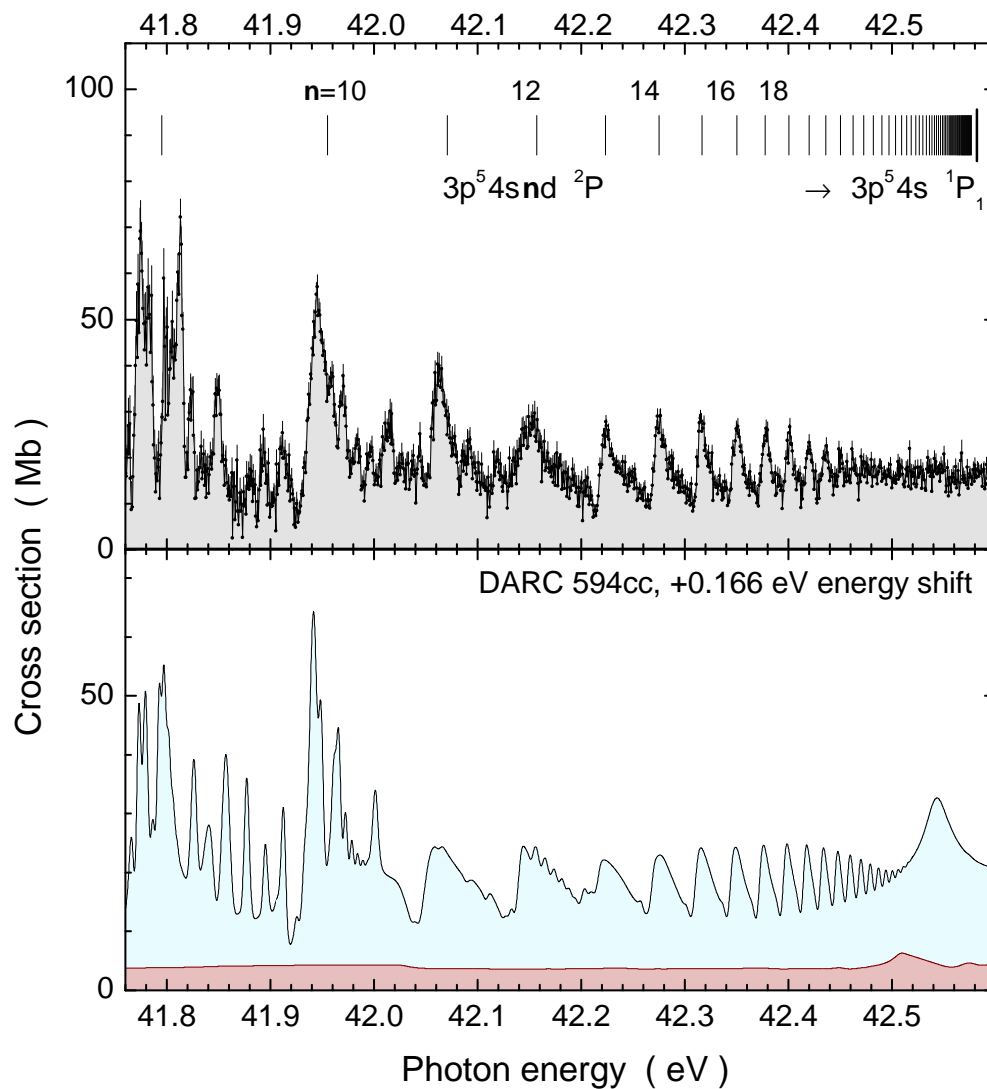 41.8 41.9 42.0 42.1 42.2 42.3 42.4 42.5
100
n=10 12 14 16 18
3p⁵4snd ²P → 3p⁵4s ¹P₁
50
0
DARC 594cc, +0.166 eV energy shift
50
0
Cross section ( Mb )
41.8 41.9 42.0 42.1 42.2 42.3 42.4 42.5
Photon energy ( eV )